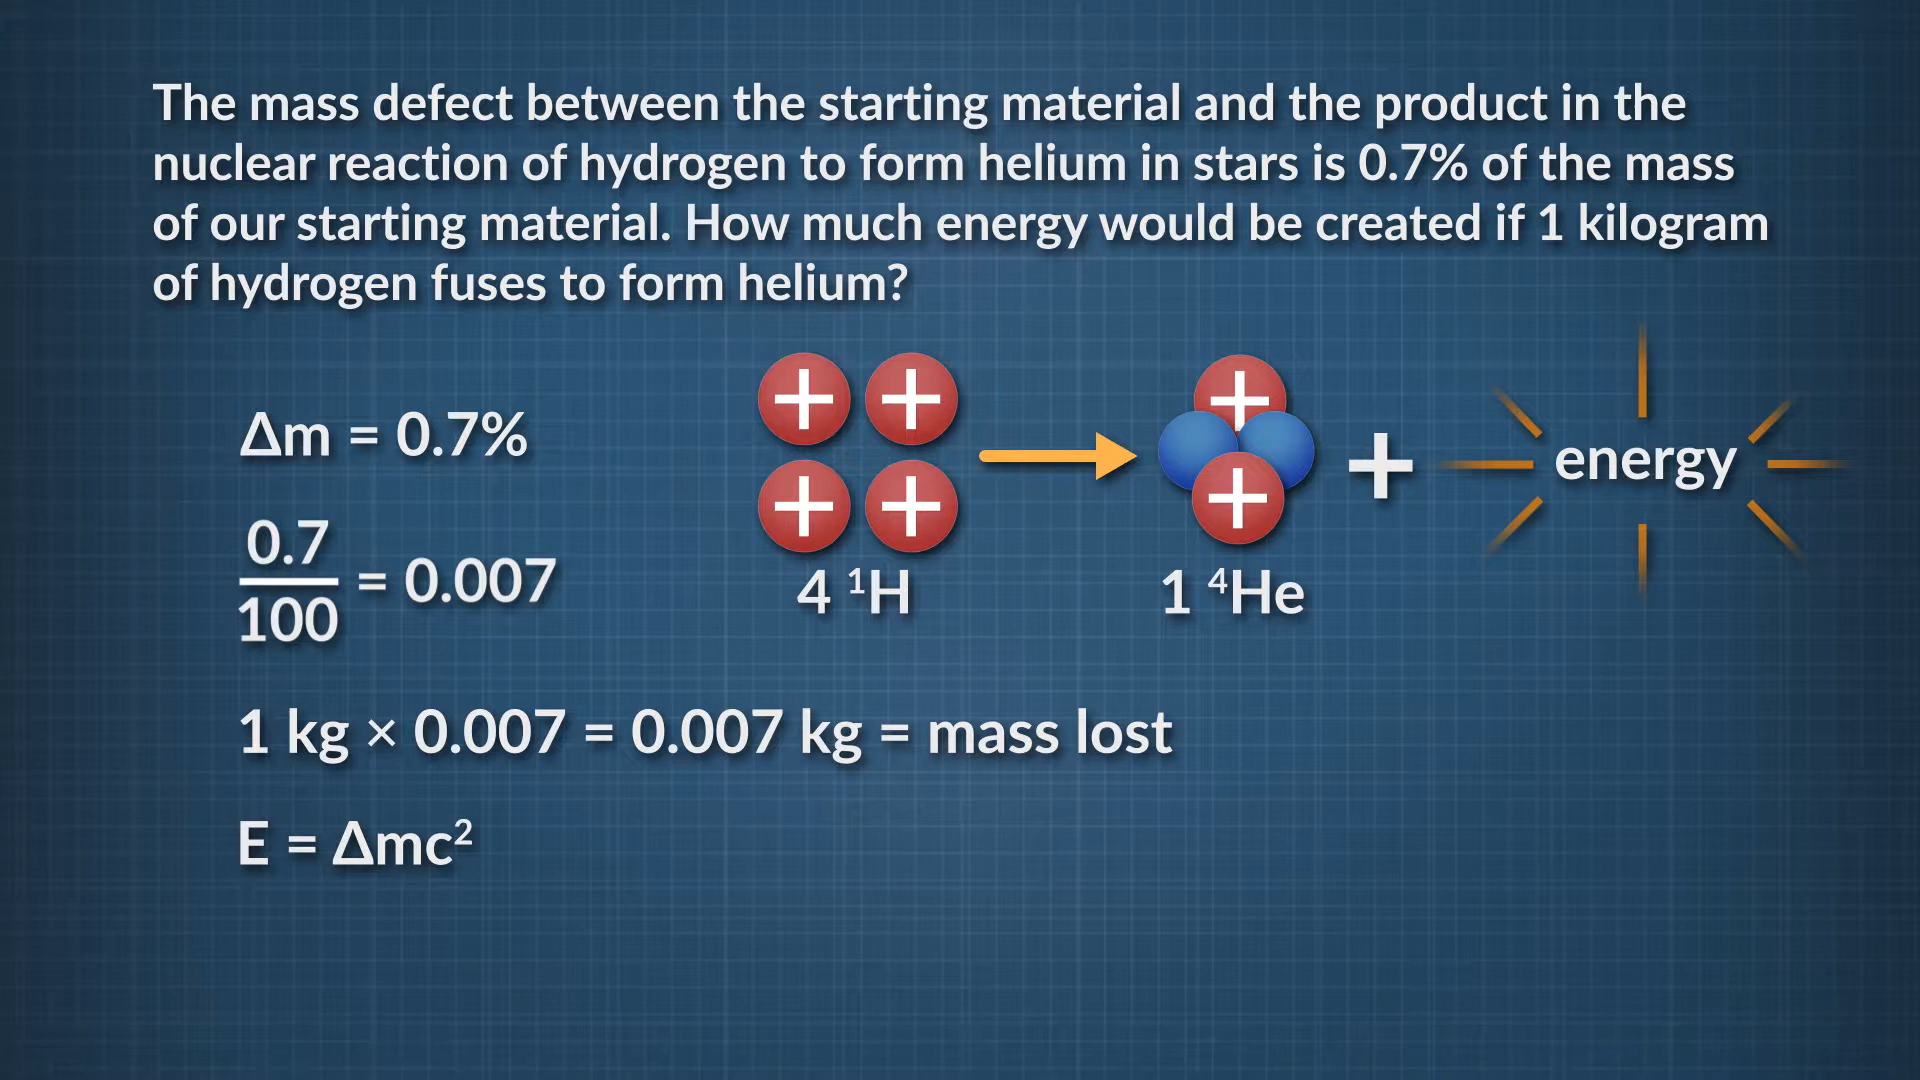 The mass defect between the starting material and the product in the
nuclear reaction of hydrogen to form helium in stars is 0.7% of the mass
of our starting material. How much energy would be created if 1 kilogram
of hydrogen fuses to form helium?
Δm = 0.7%
+ + + +
+ +
+
energy
0.7
100
= 0.007
4 ¹H
1 ⁴He
1 kg × 0.007 = 0.007 kg = mass lost
E = Δmc²